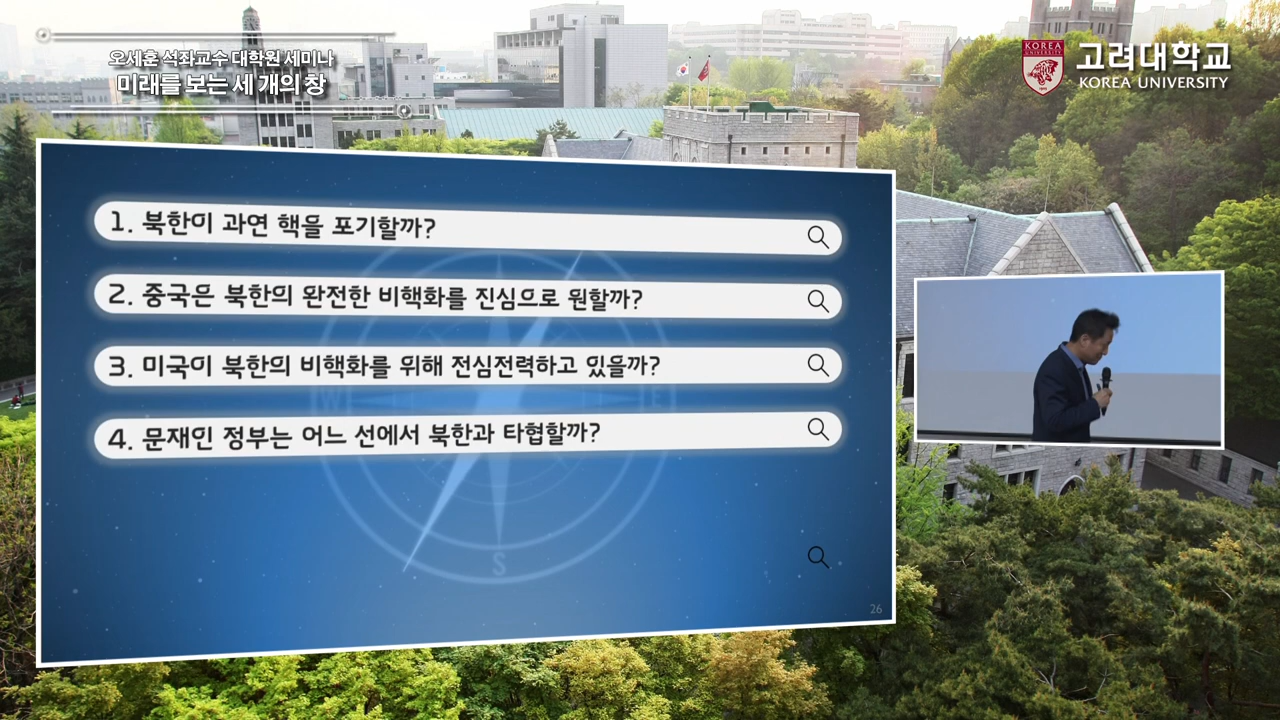 오세훈 석좌교수 대학원 세미나
미래를 보는 세 개의 창
KOREA
UNIVERSITY
고려대학교
KOREA UNIVERSITY
1. 북한이 과연 핵을 포기할까?
2. 중국은 북한의 완전한 비핵화를 진심으로 원할까?
3. 미국이 북한의 비핵화를 위해 전심전력하고 있을까?
4. 문재인 정부는 어느 선에서 북한과 타협할까?
W
E
S
26